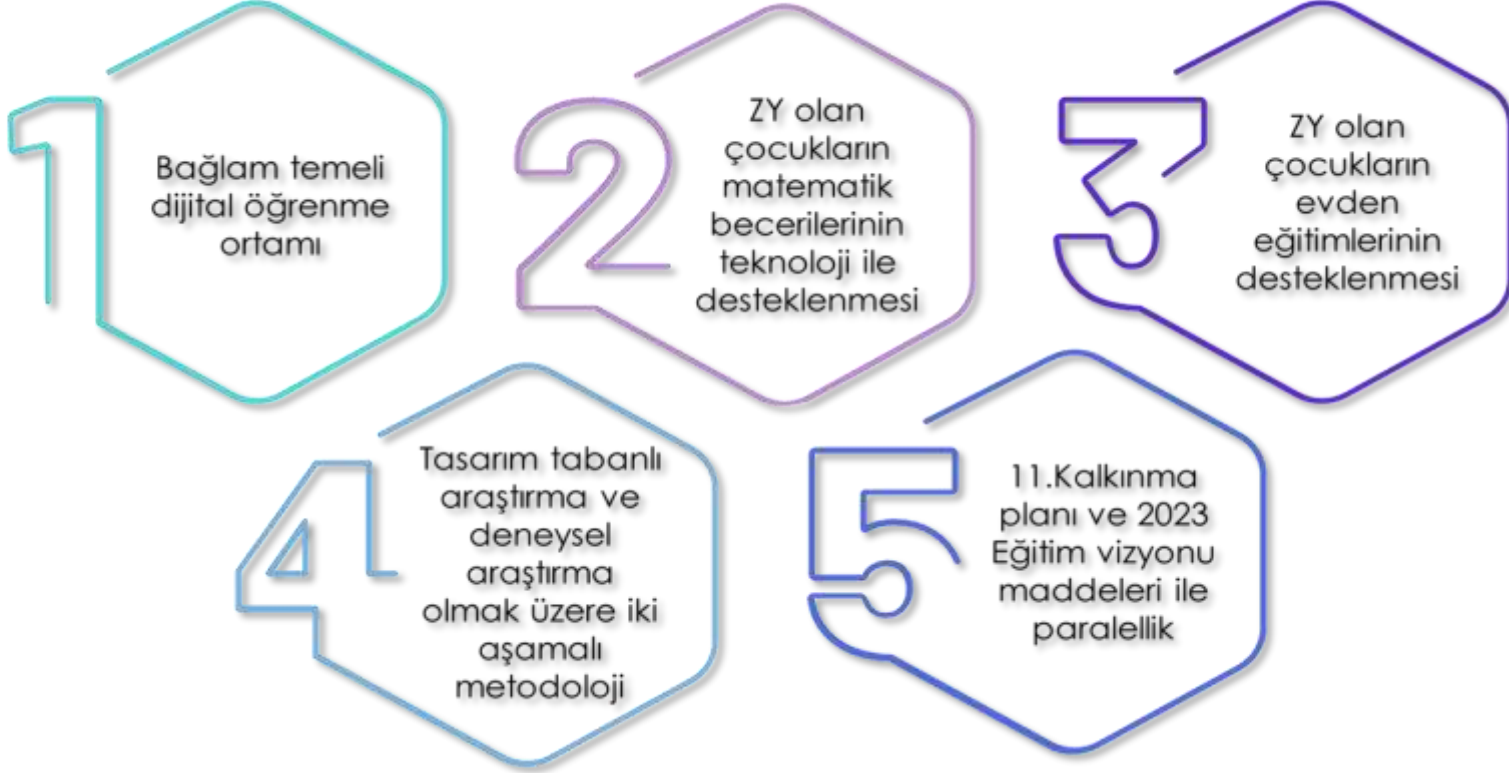 1
Bağlam temeli
dijital öğrenme
ortamı
2
ZY olan
çocukların
matematik
becerilerinin
teknoloji ile
desteklenmesi
3
ZY olan
çocukların
evden
eğitimlerinin
desteklenmesi
4
Tasarım tabanlı
araştırma ve
deneysel
araştırma
olmak üzere iki
aşamalı
metodoloji
5
11.Kalkınma
planı ve 2023
Eğitim vizyonu
maddeleri ile
paralellik